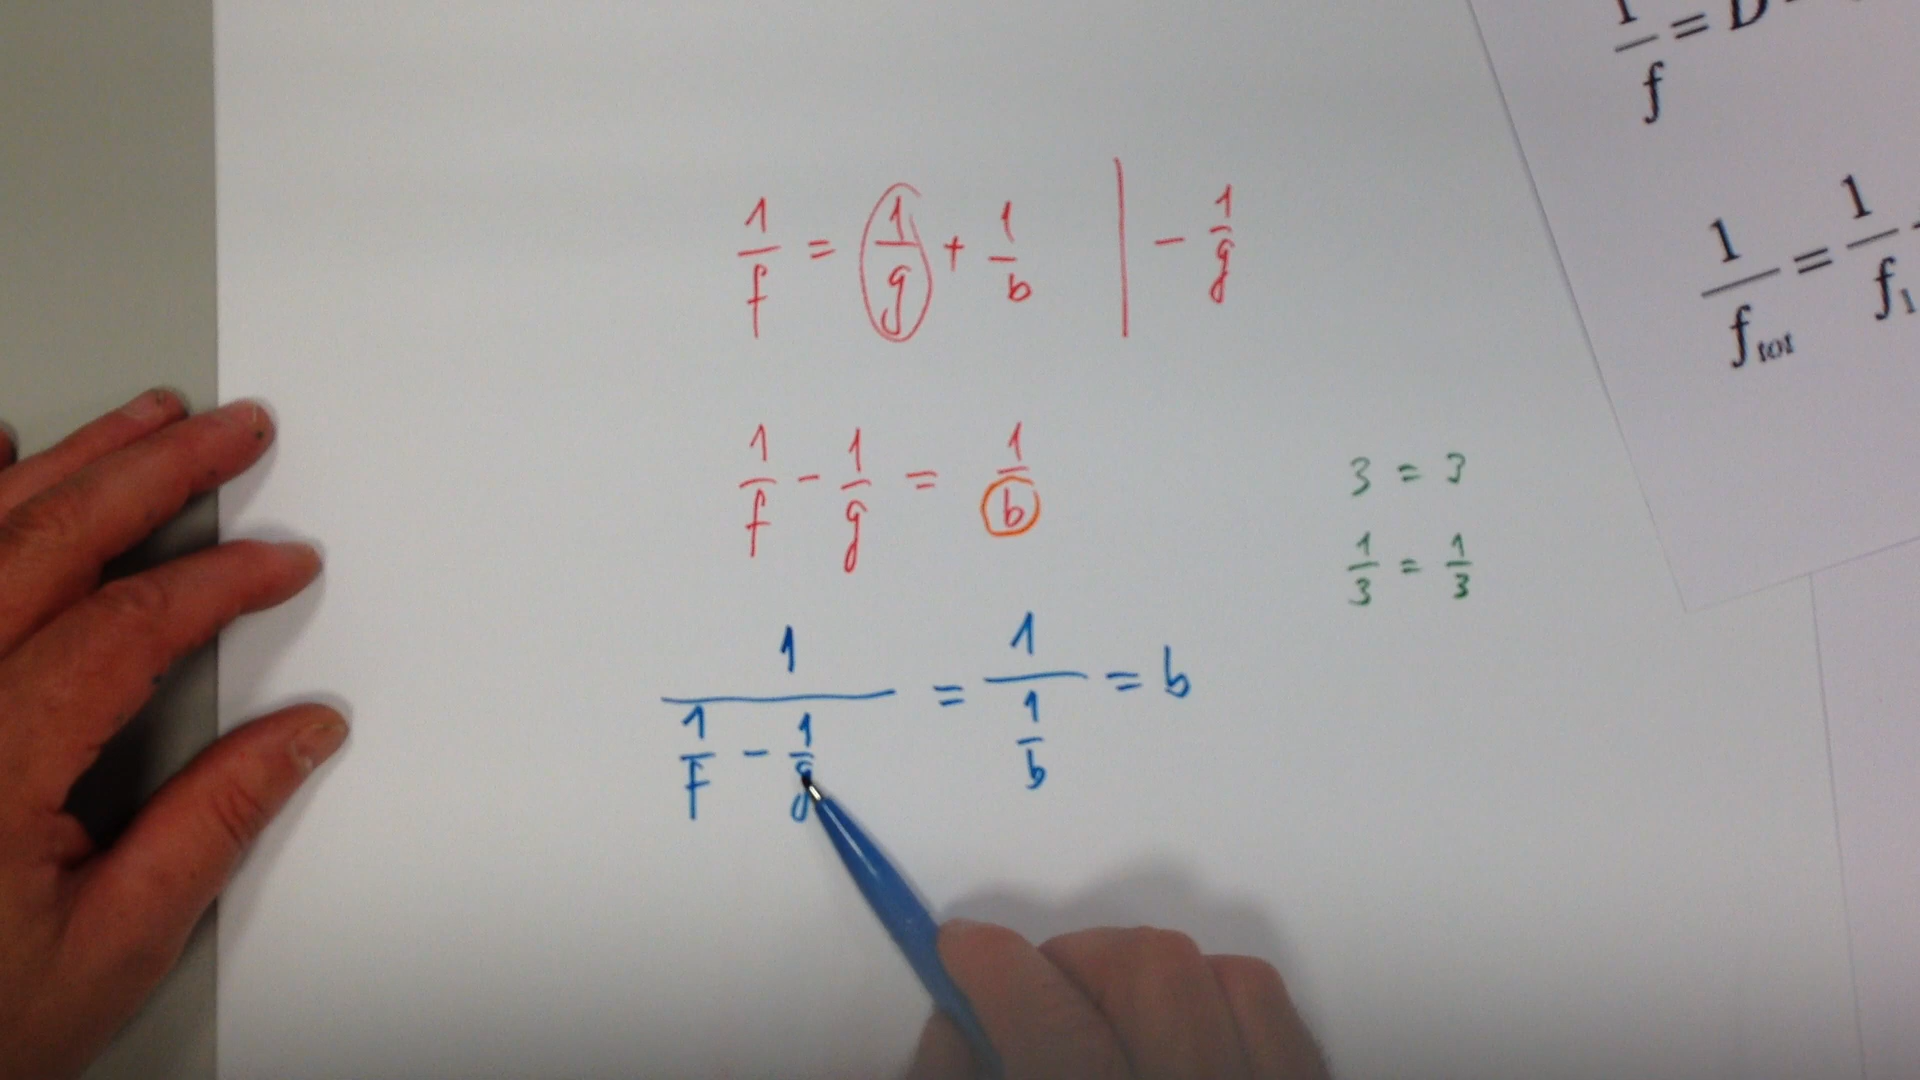 1/f = D
1/f_tot = 1/f_1
1/f = 1/g + 1/b | - 1/g
1/f - 1/g = 1/b
3 = 3
1/3 = 1/3
1/(1/f - 1/g) = 1/(1/b) = b